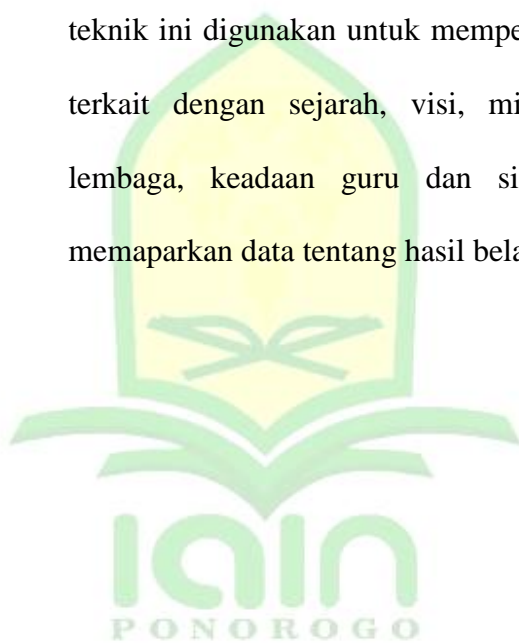 teknik ini digunakan untuk mempe
terkait dengan sejarah, visi, mi
lembaga, keadaan guru dan si
memaparkan data tentang hasil bela
IAIN
PONOROGO